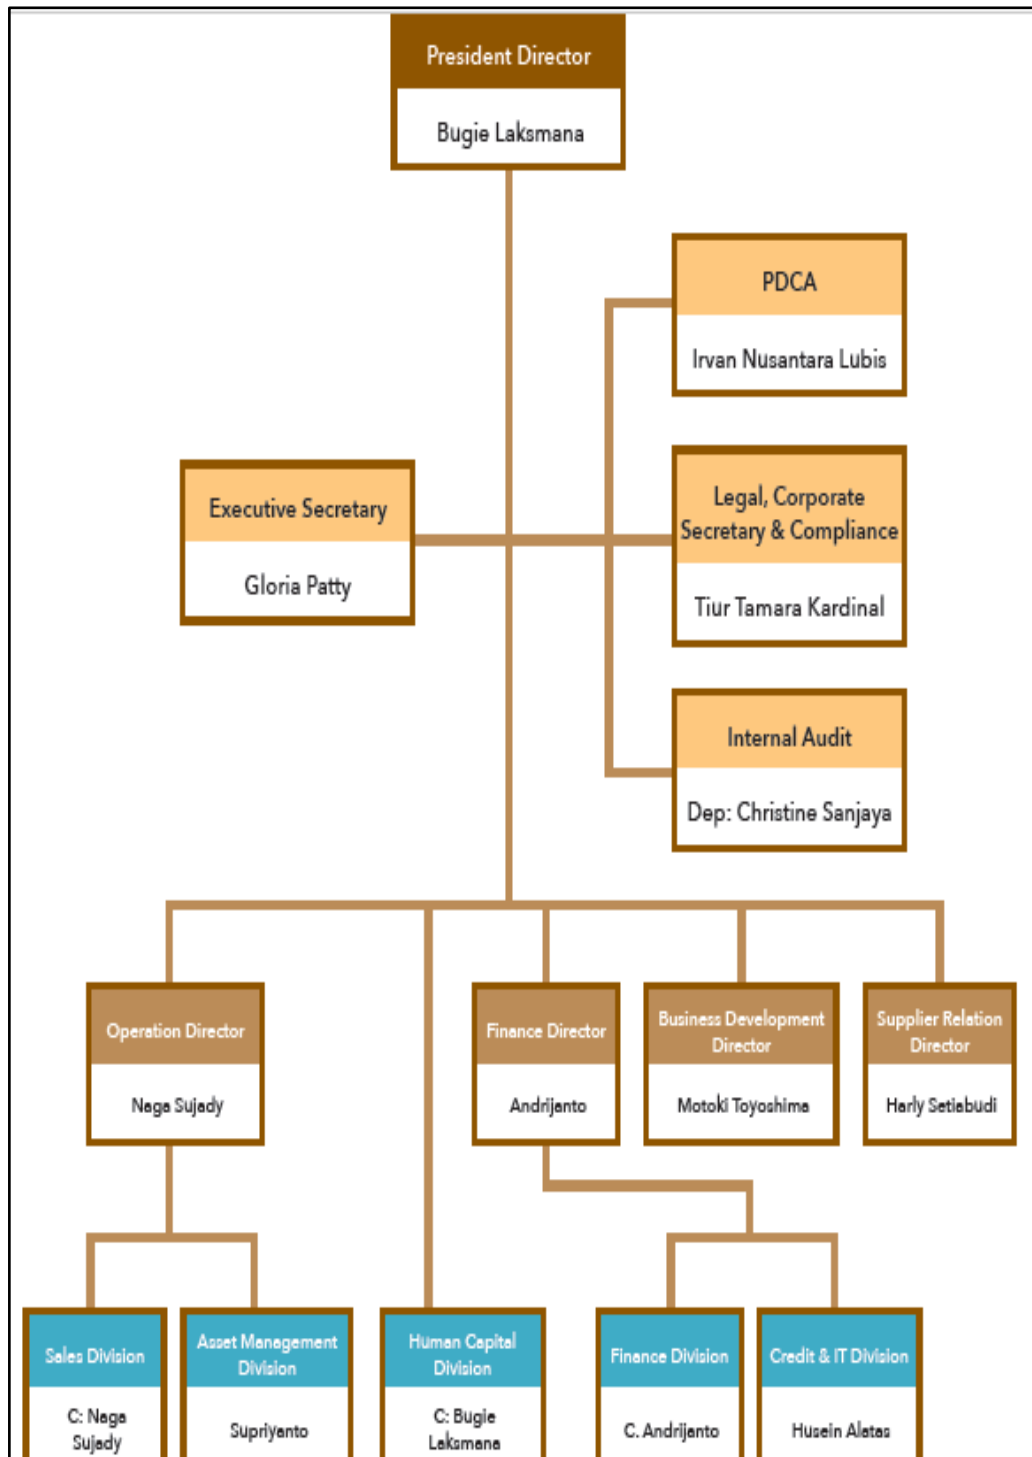 President Director
Bugie Laksmana
PDCA
Irvan Nusantara Lubis
Executive Secretary
Gloria Patty
Legal, Corporate
Secretary & Compliance
Tiur Tamara Kardinal
Internal Audit
Dep: Christine Sanjaya
Operation Director
Naga Sujady
Finance Director
Andrijanto
Business Development
Director
Motoki Toyoshima
Supplier Relation
Director
Harly Setiabudi
Sales Division
C: Naga
Sujady
Asset Management
Division
Supriyanto
Human Capital
Division
C: Bugie
Laksmana
Finance Division
C. Andrijanto
Credit & IT Division
Husein Alatas